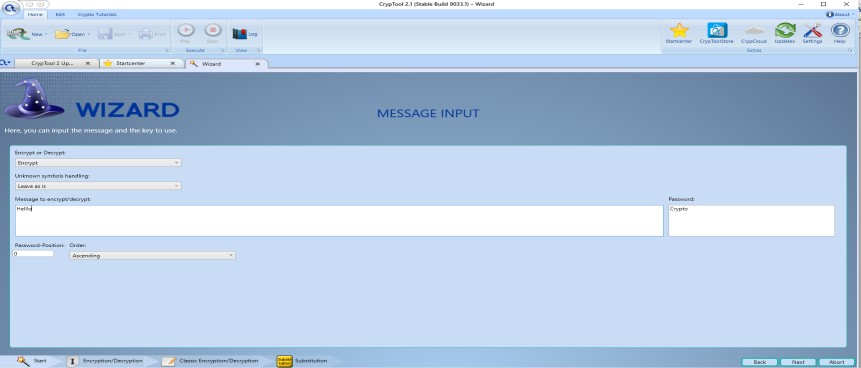 CrypTool 2.1 (Stable Build 9033.1) – Wizard
Home Edit Crypto Tutorials About
New Open Save Print Play Stop Log Startcenter CrypToolStore CrypCloud Updates Settings Help
File Execute View Extras
CrypTool 2 Up... Startcenter Wizard
WIZARD
MESSAGE INPUT
Here, you can input the message and the key to use.
Encrypt or Decrypt:
Encrypt
Unknown symbols handling:
Leave as is
Message to encrypt/decrypt: Password:
Helllo Crypto
Password-Position: Order:
0 Ascending
Start Encryption/Decryption Classic Encryption/Decryption Substitution Back Next Abort